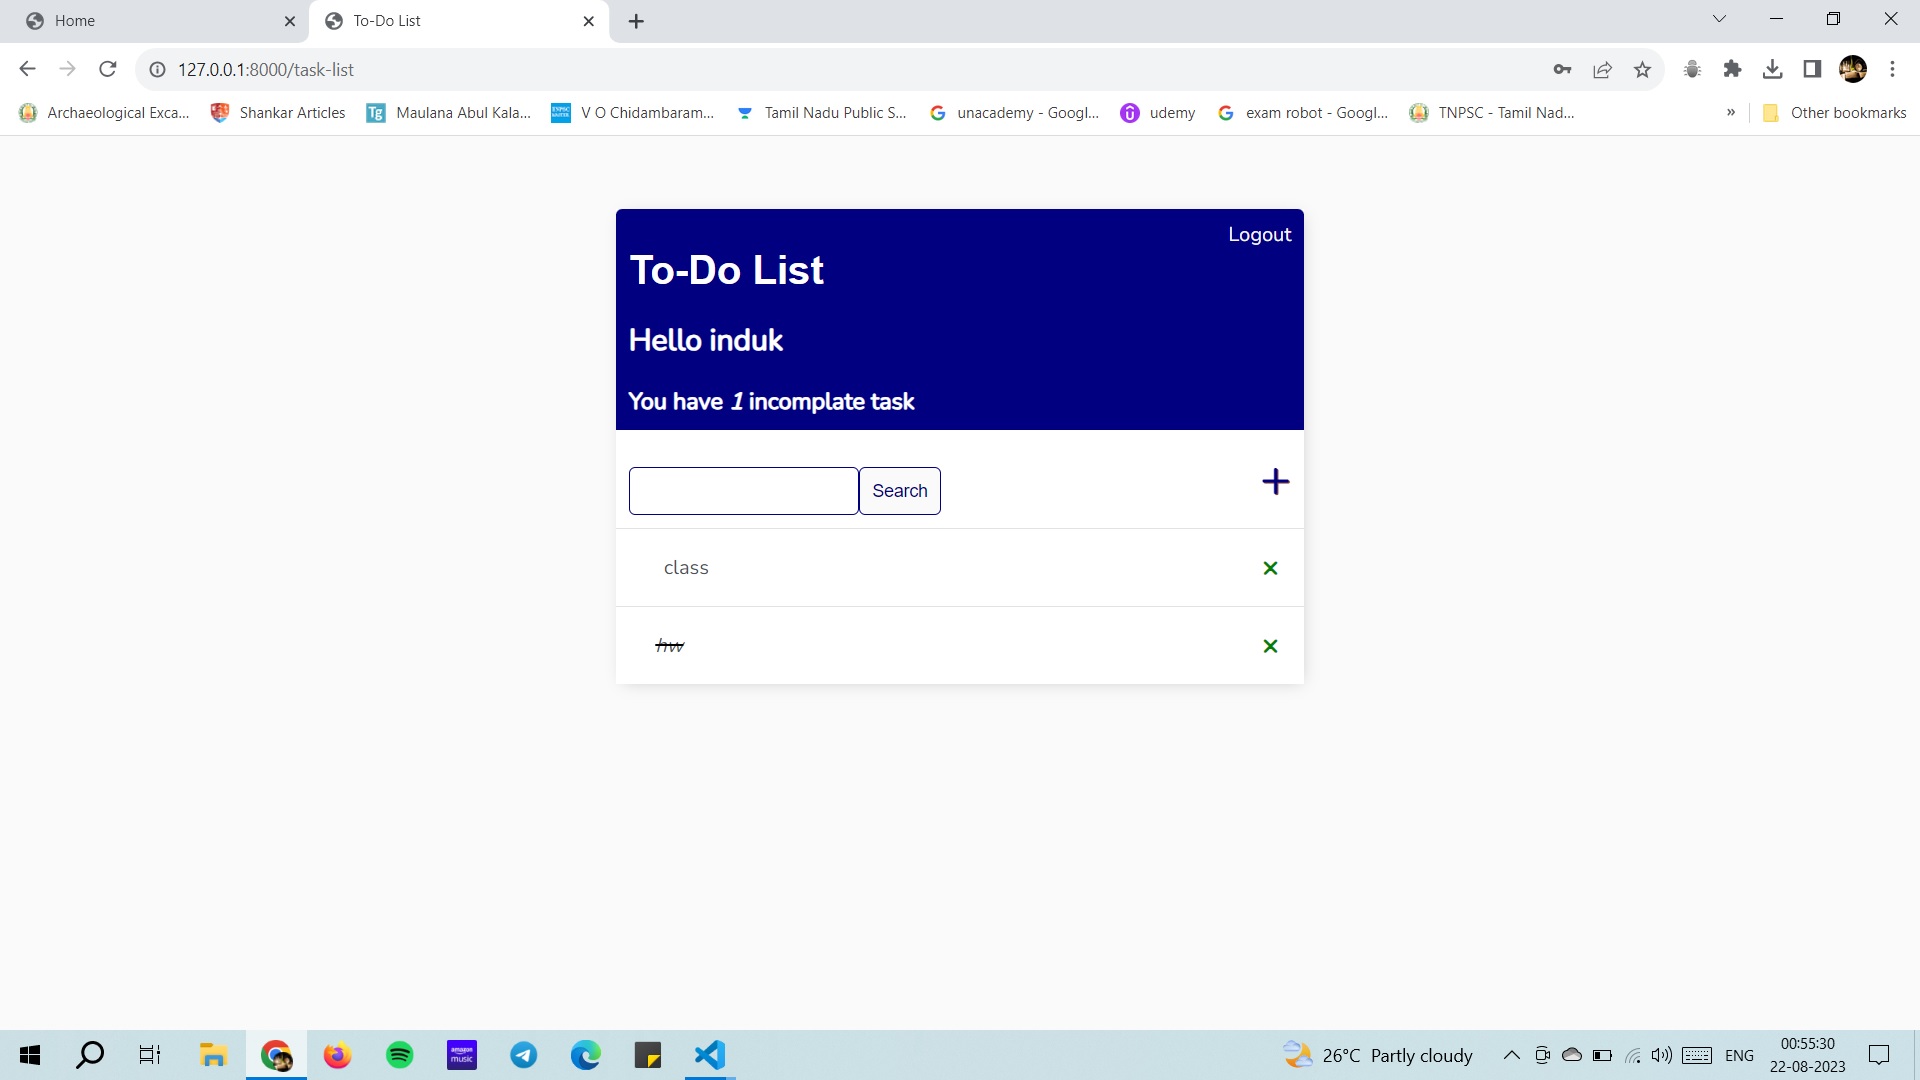 Home
To-Do List
127.0.0.1:8000/task-list
Archaeological Exca...
Shankar Articles
Tg
Maulana Abul Kala...
V O Chidambaram...
Tamil Nadu Public S...
unacademy - Googl...
udemy
exam robot - Googl...
TNPSC - Tamil Nad...
»
Other bookmarks
Logout
To-Do List
Hello induk
You have 1 incomplate task
Search
class
hw
amazon music
26°C Partly cloudy
ENG
00:55:30
22-08-2023